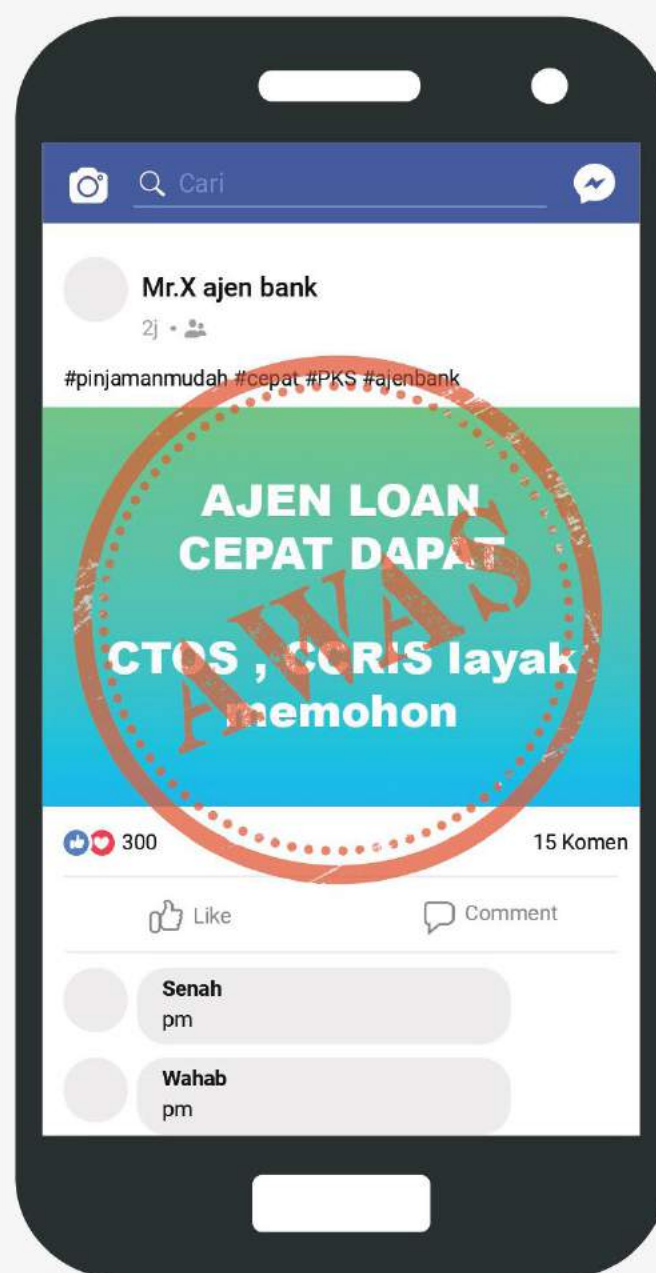 Cari
Mr.X ajen bank
2j
#pinjamanmudah #cepat #PKS #ajenbank
AJEN LOAN
CEPAT DAPAT
CTOS , CCRIS layak
memohon
AWAS
300
15 Komen
Like
Comment
Senah
pm
Wahab
pm